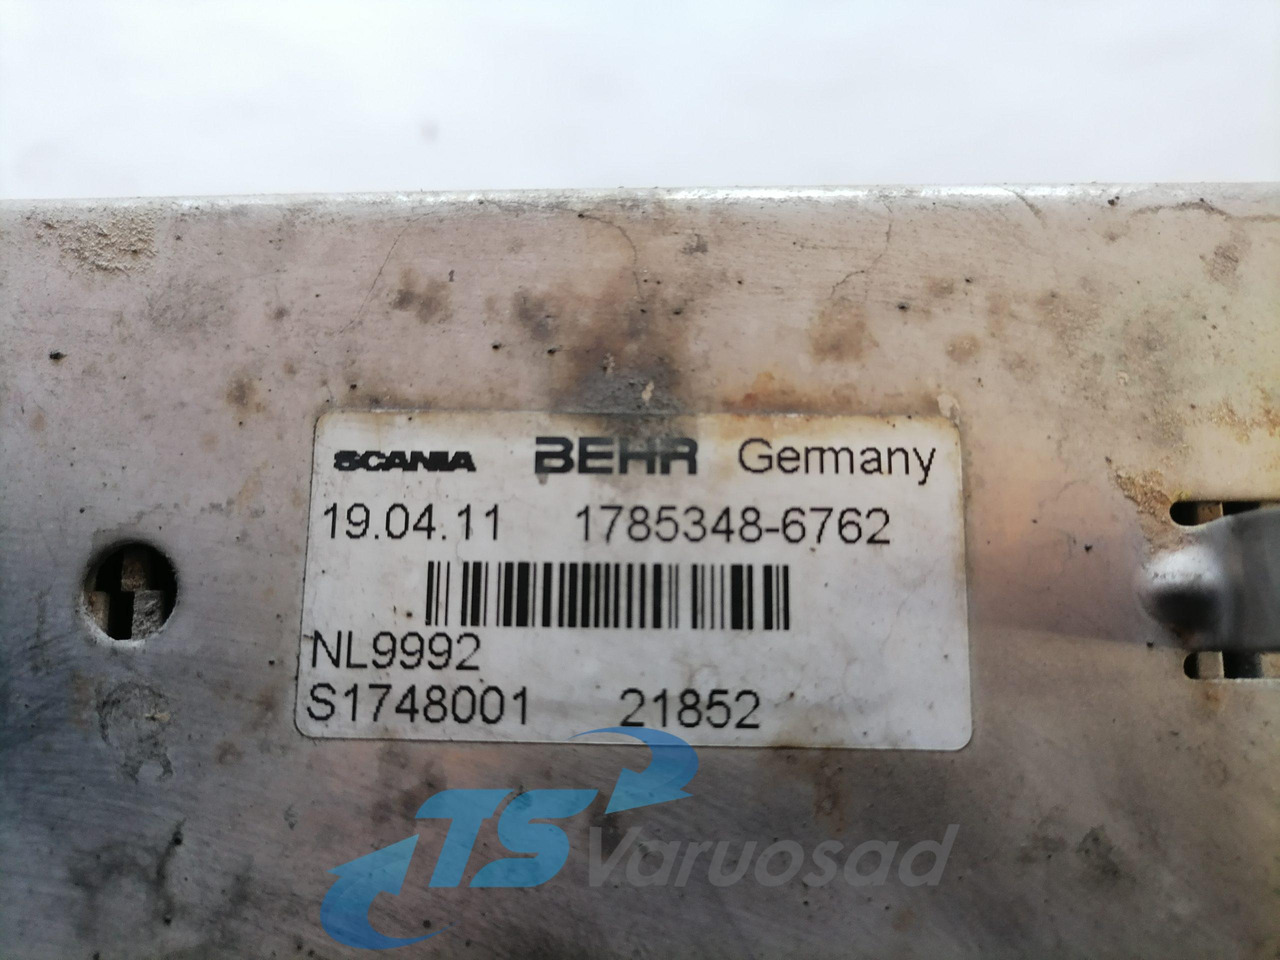 SCANIA BEHR Germany
19.04.11 1785348-6762
NL9992
S1748001 21852
TS Varuosad